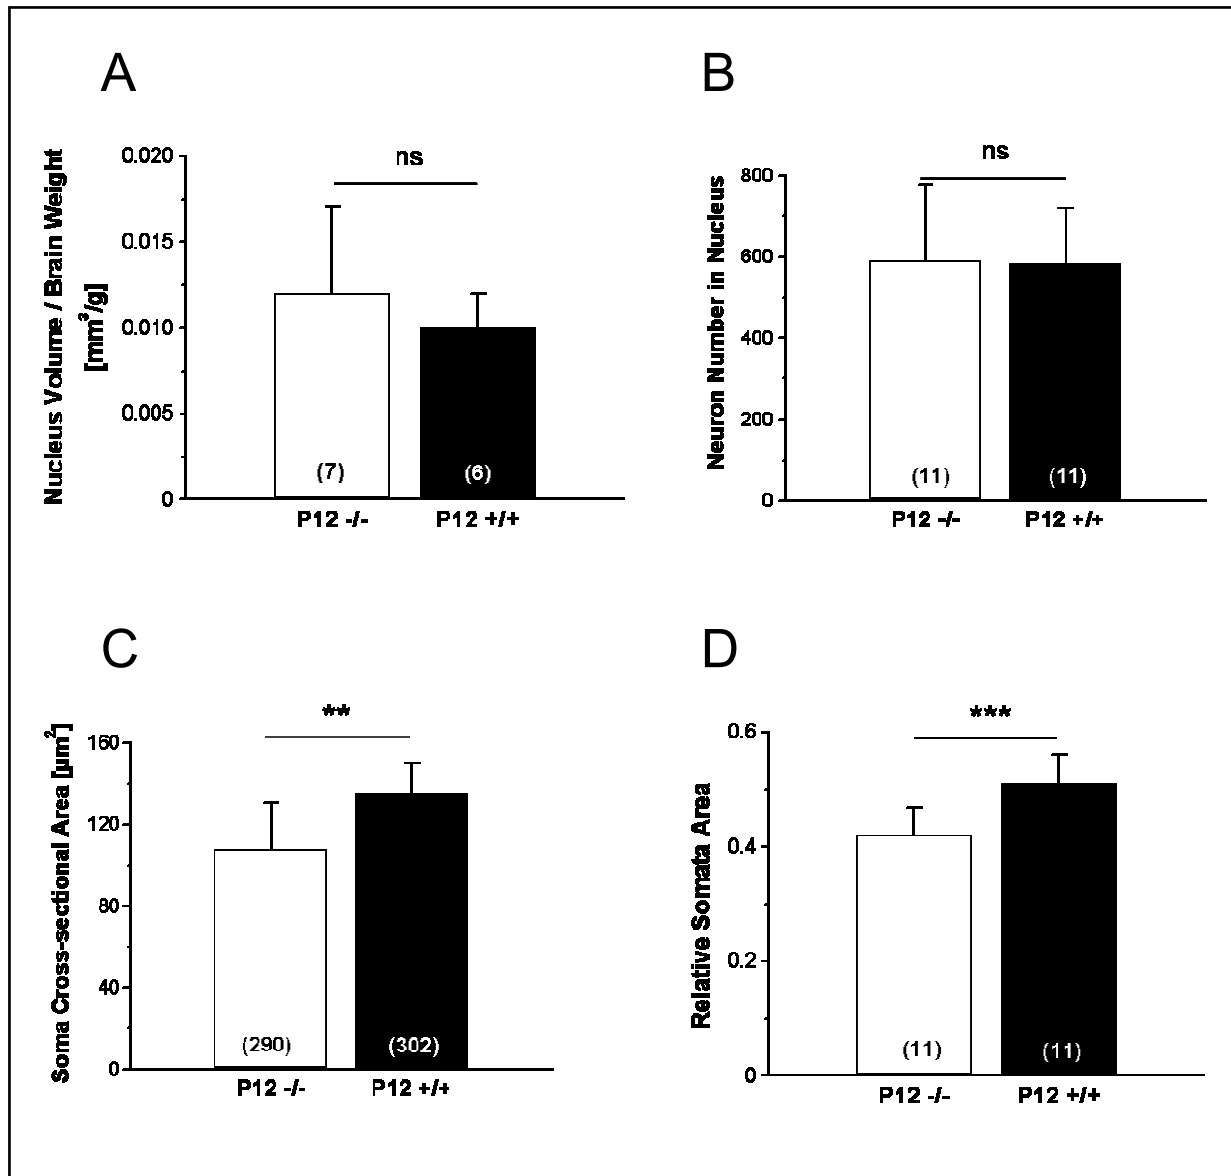 A
Nucleus Volume / Brain Weight
[mm³/g]
0.020
0.015
0.010
0.005
0
ns
(7)
(6)
P12 -/-
P12 +/+
B
Neuron Number in Nucleus
800
600
400
200
0
ns
(11)
(11)
P12 -/-
P12 +/+
C
Soma Cross-sectional Area [µm²]
160
120
80
40
0
**
(290)
(302)
P12 -/-
P12 +/+
D
Relative Somata Area
0.6
0.4
0.2
0
***
(11)
(11)
P12 -/-
P12 +/+